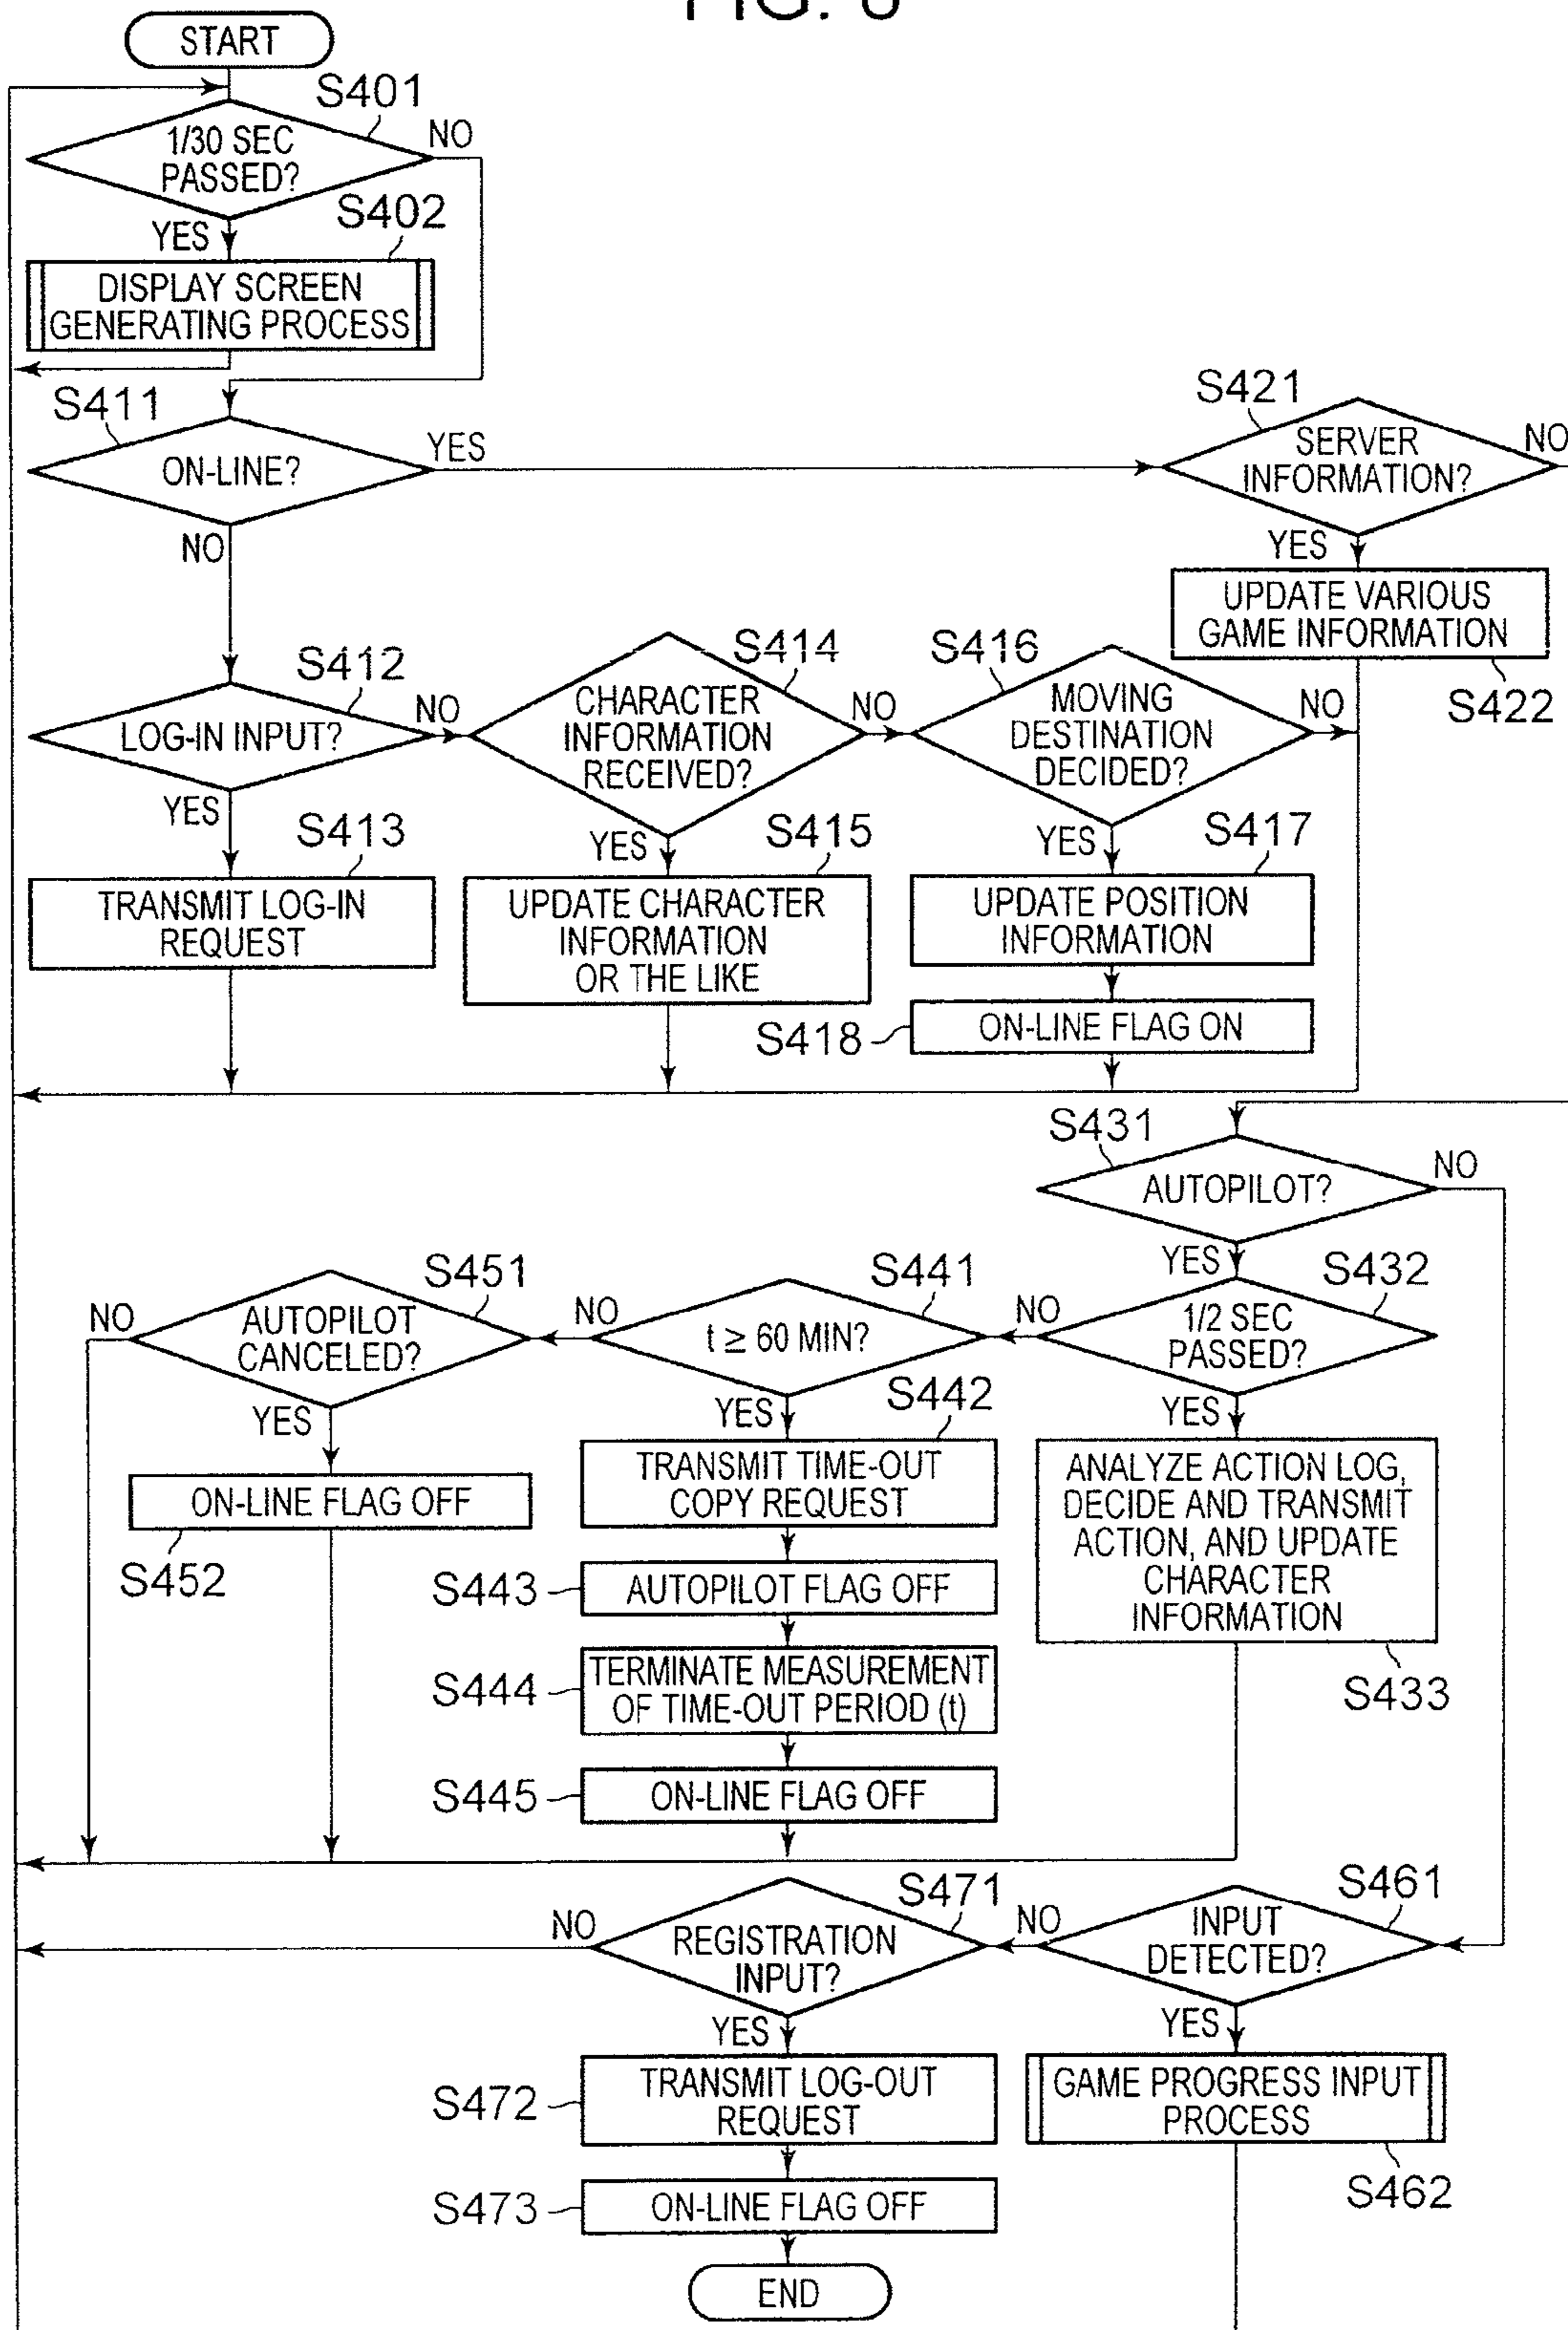 FIG. 8
START
S401
1/30 SEC
PASSED?
NO
YES
S402
DISPLAY SCREEN
GENERATING PROCESS
S411
ON-LINE?
YES
NO
S421
SERVER
INFORMATION?
NO
YES
UPDATE VARIOUS
GAME INFORMATION
S422
S412
LOG-IN INPUT?
NO
YES
S414
CHARACTER
INFORMATION
RECEIVED?
NO
YES
S416
MOVING
DESTINATION
DECIDED?
NO
YES
S413
TRANSMIT LOG-IN
REQUEST
S415
UPDATE CHARACTER
INFORMATION
OR THE LIKE
S417
UPDATE POSITION
INFORMATION
S418
ON-LINE FLAG ON
S431
AUTOPILOT?
NO
YES
S432
1/2 SEC
PASSED?
NO
YES
S441
t ≥ 60 MIN?
NO
YES
S451
AUTOPILOT
CANCELED?
NO
YES
ON-LINE FLAG OFF
S452
S442
TRANSMIT TIME-OUT
COPY REQUEST
S443
AUTOPILOT FLAG OFF
S444
TERMINATE MEASUREMENT
OF TIME-OUT PERIOD (t)
S445
ON-LINE FLAG OFF
ANALYZE ACTION LOG,
DECIDE AND TRANSMIT
ACTION, AND UPDATE
CHARACTER
INFORMATION
S433
S461
INPUT
DETECTED?
NO
YES
S471
REGISTRATION
INPUT?
NO
YES
S472
TRANSMIT LOG-OUT
REQUEST
S473
ON-LINE FLAG OFF
END
GAME PROGRESS INPUT
PROCESS
S462